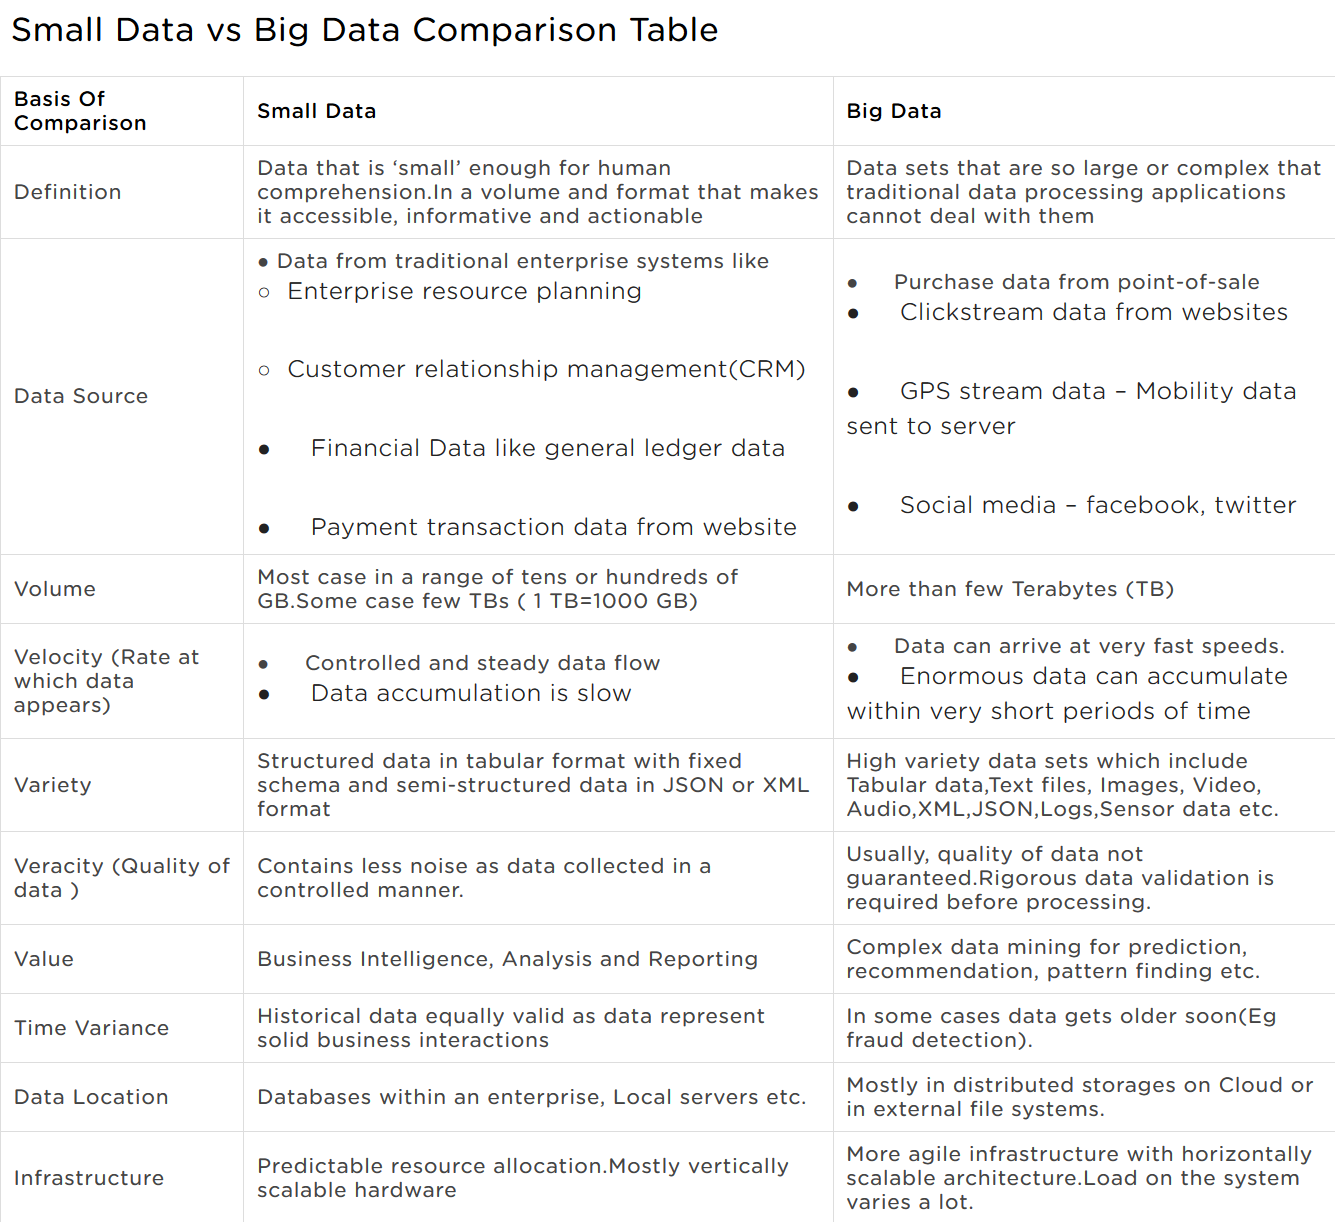 Small Data vs Big Data Comparison Table
Basis Of
Comparison
Small Data
Big Data
Definition
Data that is ‘small’ enough for human
comprehension.In a volume and format that makes
it accessible, informative and actionable
Data sets that are so large or complex that
traditional data processing applications
cannot deal with them
Data Source
● Data from traditional enterprise systems like
○ Enterprise resource planning
○ Customer relationship management(CRM)
● Financial Data like general ledger data
● Payment transaction data from website
● Purchase data from point-of-sale
● Clickstream data from websites
● GPS stream data – Mobility data
sent to server
● Social media – facebook, twitter
Volume
Most case in a range of tens or hundreds of
GB.Some case few TBs ( 1 TB=1000 GB)
More than few Terabytes (TB)
Velocity (Rate at
which data
appears)
● Controlled and steady data flow
● Data accumulation is slow
● Data can arrive at very fast speeds.
● Enormous data can accumulate
within very short periods of time
Variety
Structured data in tabular format with fixed
schema and semi-structured data in JSON or XML
format
High variety data sets which include
Tabular data,Text files, Images, Video,
Audio,XML,JSON,Logs,Sensor data etc.
Veracity (Quality of
data )
Contains less noise as data collected in a
controlled manner.
Usually, quality of data not
guaranteed.Rigorous data validation is
required before processing.
Value
Business Intelligence, Analysis and Reporting
Complex data mining for prediction,
recommendation, pattern finding etc.
Time Variance
Historical data equally valid as data represent
solid business interactions
In some cases data gets older soon(Eg
fraud detection).
Data Location
Databases within an enterprise, Local servers etc.
Mostly in distributed storages on Cloud or
in external file systems.
Infrastructure
Predictable resource allocation.Mostly vertically
scalable hardware
More agile infrastructure with horizontally
scalable architecture.Load on the system
varies a lot.